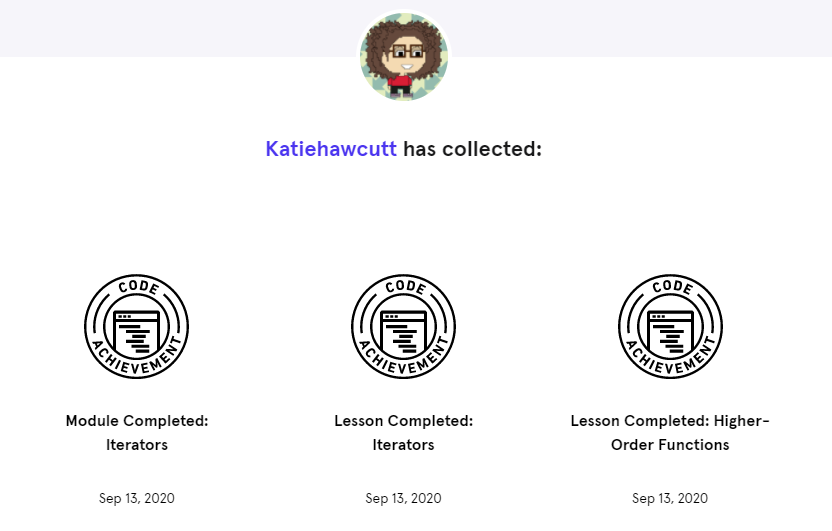 Katiehawcutt has collected:
CODE
ACHIEVEMENT
CODE
ACHIEVEMENT
CODE
ACHIEVEMENT
Module Completed:
Iterators
Lesson Completed:
Iterators
Lesson Completed: Higher-
Order Functions
Sep 13, 2020
Sep 13, 2020
Sep 13, 2020